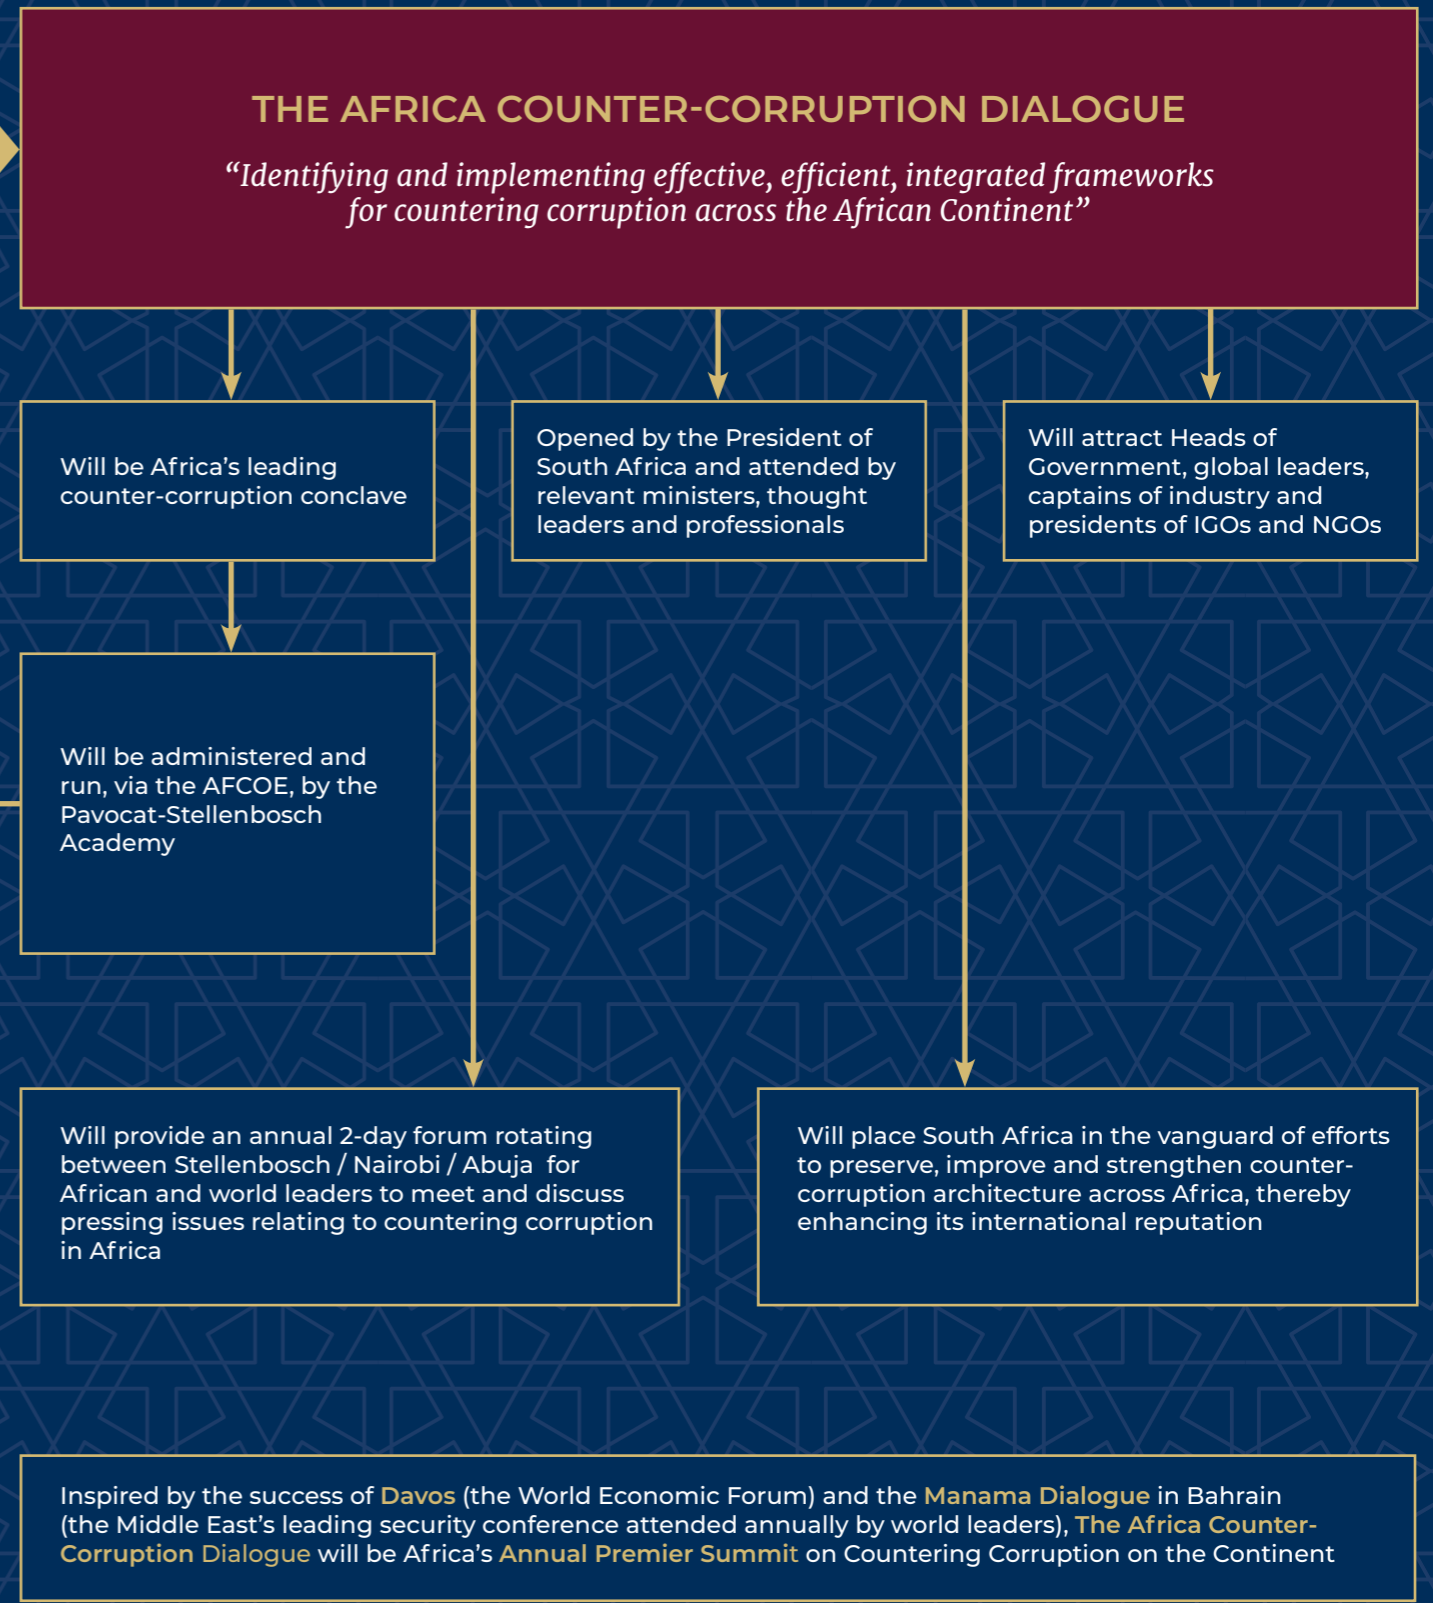 THE AFRICA COUNTER-CORRUPTION DIALOGUE
“Identifying and implementing effective, efficient, integrated frameworks
for countering corruption across the African Continent”
Will be Africa’s leading
counter-corruption conclave
Opened by the President of
South Africa and attended by
relevant ministers, thought
leaders and professionals
Will attract Heads of
Government, global leaders,
captains of industry and
presidents of IGOs and NGOs
Will be administered and
run, via the AFCOE, by the
Pavocat-Stellenbosch
Academy
Will provide an annual 2-day forum rotating
between Stellenbosch / Nairobi / Abuja for
African and world leaders to meet and discuss
pressing issues relating to countering corruption
in Africa
Will place South Africa in the vanguard of efforts
to preserve, improve and strengthen counter-
corruption architecture across Africa, thereby
enhancing its international reputation
Inspired by the success of Davos (the World Economic Forum) and the Manama Dialogue in Bahrain
(the Middle East’s leading security conference attended annually by world leaders), The Africa Counter-
Corruption Dialogue will be Africa’s Annual Premier Summit on Countering Corruption on the Continent